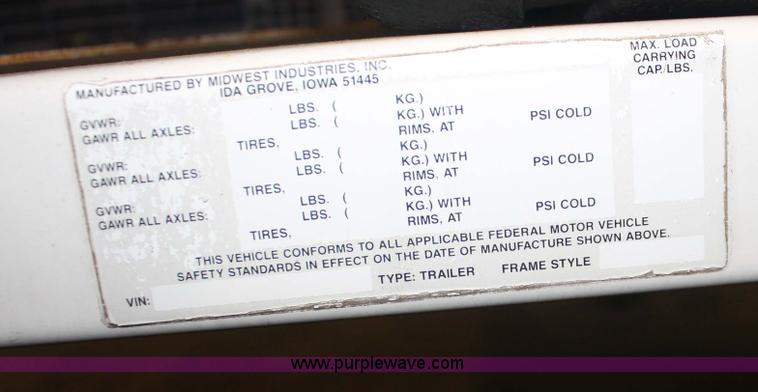 MANUFACTURED BY MIDWEST INDUSTRIES, INC.
IDA GROVE, IOWA 51445
MAX. LOAD
CARRYING
CAP./LBS.
GVWR: LBS. ( KG.)
GAWR ALL AXLES: LBS. ( KG.) WITH
TIRES, RIMS, AT PSI COLD
GVWR: LBS. ( KG.)
GAWR ALL AXLES: LBS. ( KG.) WITH
TIRES, RIMS, AT PSI COLD
GVWR: LBS. ( KG.)
GAWR ALL AXLES: LBS. ( KG.) WITH
TIRES, RIMS, AT PSI COLD
THIS VEHICLE CONFORMS TO ALL APPLICABLE FEDERAL MOTOR VEHICLE
SAFETY STANDARDS IN EFFECT ON THE DATE OF MANUFACTURE SHOWN ABOVE.
VIN: TYPE: TRAILER FRAME STYLE
www.purplewave.com